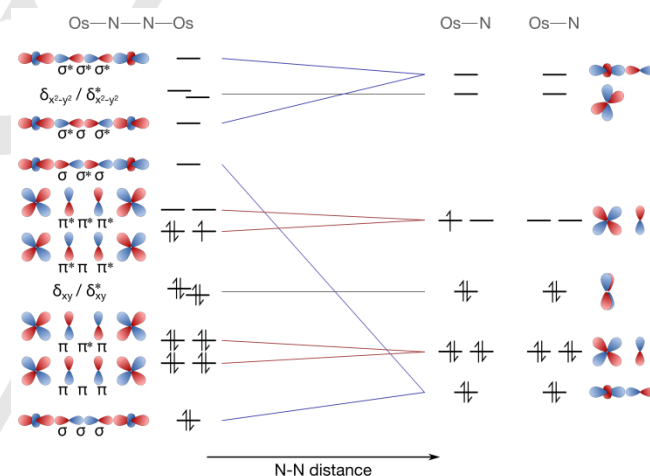 Os—N—N—Os
Os—N
Os—N
σ* σ* σ*
δx²-y² / δ*x²-y²
σ* σ σ*
σ σ* σ
π* π* π*
π* π π*
δxy / δ*xy
π π* π
π π π
σ σ σ
N-N distance